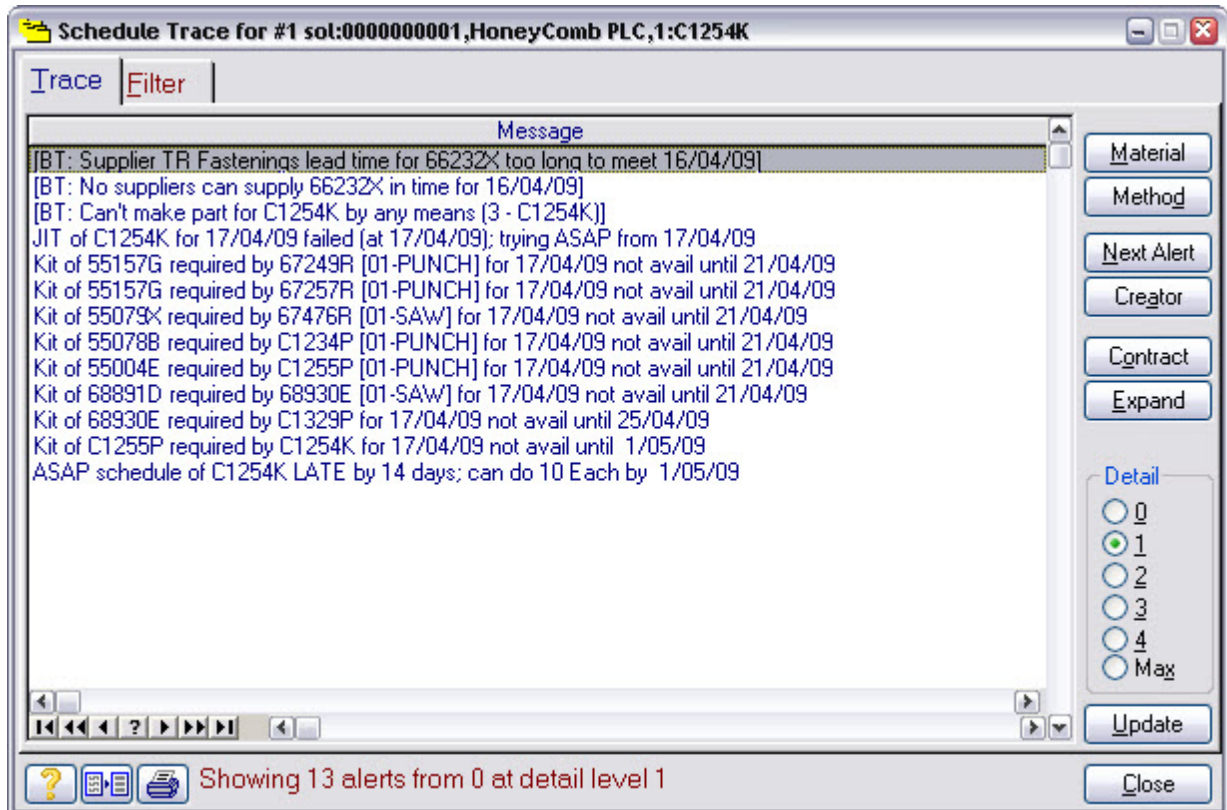 Schedule Trace for #1 sol:0000000001,HoneyComb PLC,1:C1254K
Trace
Filter
Message
[BT: Supplier TR Fastenings lead time for 66232X too long to meet 16/04/09]
[BT: No suppliers can supply 66232X in time for 16/04/09]
[BT: Can't make part for C1254K by any means (3 - C1254K)]
JIT of C1254K for 17/04/09 failed (at 17/04/09); trying ASAP from 17/04/09
Kit of 55157G required by 67249R [01-PUNCH] for 17/04/09 not avail until 21/04/09
Kit of 55157G required by 67257R [01-PUNCH] for 17/04/09 not avail until 21/04/09
Kit of 55079X required by 67476R [01-SAW] for 17/04/09 not avail until 21/04/09
Kit of 55078B required by C1234P [01-PUNCH] for 17/04/09 not avail until 21/04/09
Kit of 55004E required by C1255P [01-PUNCH] for 17/04/09 not avail until 21/04/09
Kit of 68891D required by 68930E [01-SAW] for 17/04/09 not avail until 21/04/09
Kit of 68930E required by C1329P for 17/04/09 not avail until 25/04/09
Kit of C1255P required by C1254K for 17/04/09 not avail until  1/05/09
ASAP schedule of C1254K LATE by 14 days; can do 10 Each by  1/05/09
Material
Method
Next Alert
Creator
Contract
Expand
Detail
0
1
2
3
4
Max
Update
?
?
Showing 13 alerts from 0 at detail level 1
Close